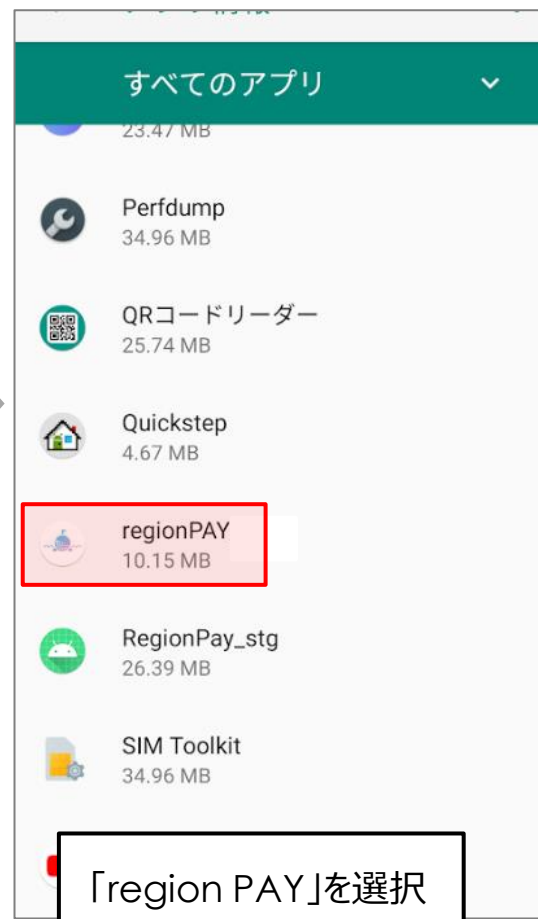 すべてのアプリ
23.47 MB
Perfdump
34.96 MB
QRコードリーダー
25.74 MB
Quickstep
4.67 MB
regionPAY
10.15 MB
RegionPay_stg
26.39 MB
SIM Toolkit
34.96 MB
「region PAY」を選択